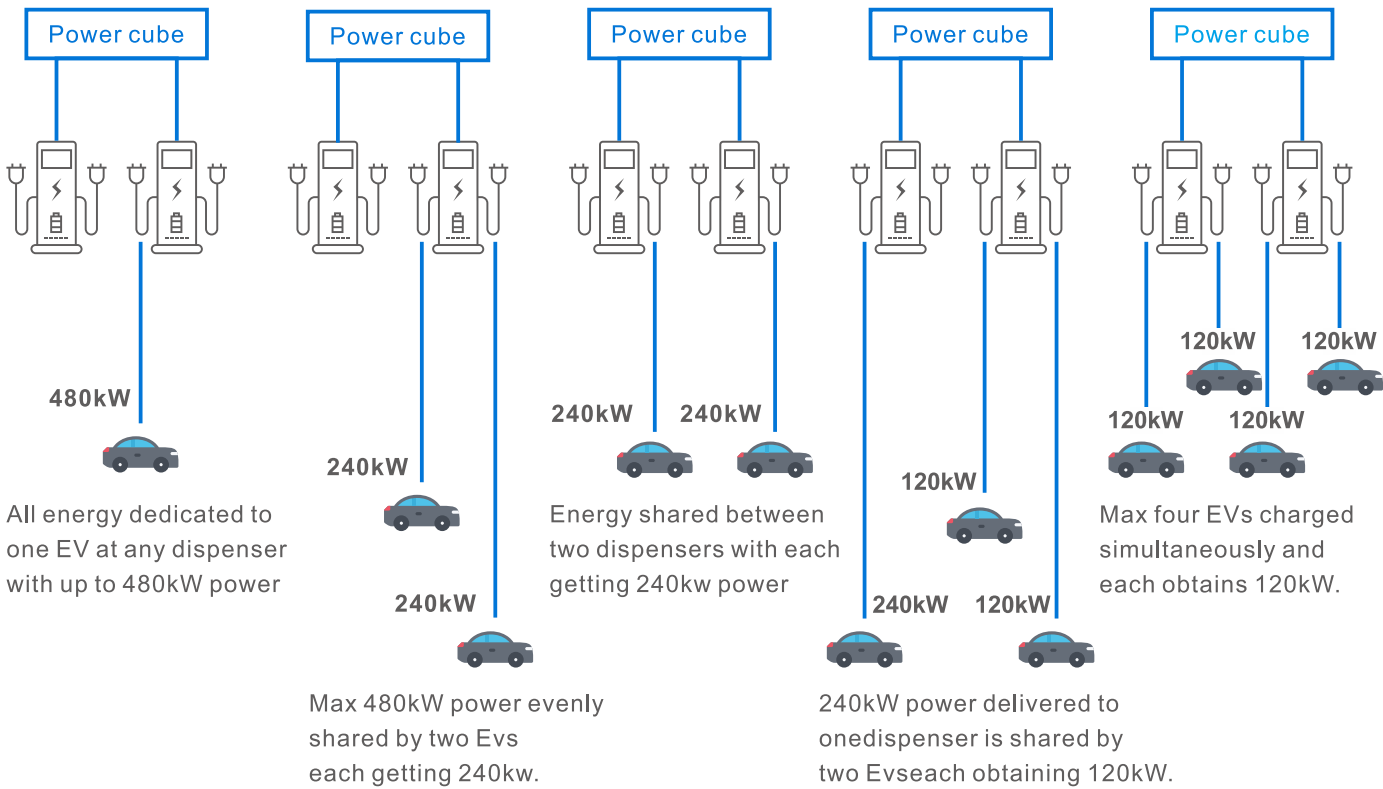 Power cube
480kW
All energy dedicated to
one EV at any dispenser
with up to 480kW power
Power cube
240kW
240kW
Max 480kW power evenly
shared by two Evs
each getting 240kw.
Power cube
240kW
240kW
Energy shared between
two dispensers with each
getting 240kw power
Power cube
120kW
240kW
120kW
240kW power delivered to
onedispenser is shared by
two Evseach obtaining 120kW.
Power cube
120kW
120kW
120kW
120kW
Max four EVs charged
simultaneously and
each obtains 120kW.